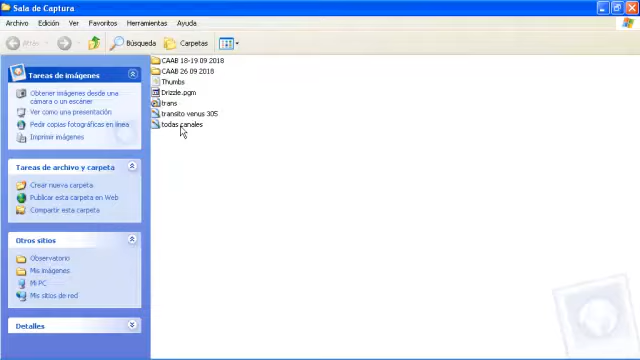 Sala de Captura
Archivo Edición Ver Favoritos Herramientas Ayuda
Atrás Búsqueda Carpetas
Tareas de imágenes
Obtener imágenes desde una
cámara o un escáner
Ver como una presentación
Pedir copias fotográficas en línea
Imprimir imágenes
Tareas de archivo y carpeta
Crear nueva carpeta
Publicar esta carpeta en Web
Compartir esta carpeta
Otros sitios
Observatorio
Mis imágenes
Mi PC
Mis sitios de red
Detalles
CAAB 18-19 09 2018
CAAB 26 09 2018
Thumbs
Drizzle.pgm
trans
transito venus 305
todas canales